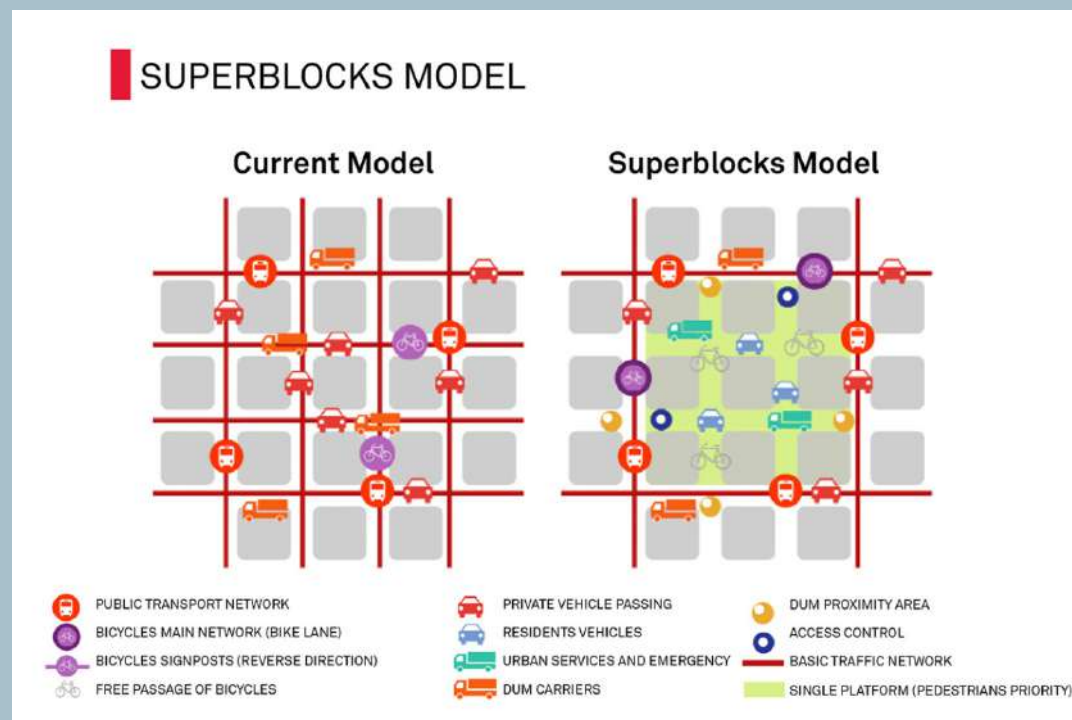 SUPERBLOCKS MODEL
Current Model
Superblocks Model
PUBLIC TRANSPORT NETWORK
BICYCLES MAIN NETWORK (BIKE LANE)
BICYCLES SIGNPOSTS (REVERSE DIRECTION)
FREE PASSAGE OF BICYCLES
PRIVATE VEHICLE PASSING
RESIDENTS VEHICLES
URBAN SERVICES AND EMERGENCY
DUM CARRIERS
DUM PROXIMITY AREA
ACCESS CONTROL
BASIC TRAFFIC NETWORK
SINGLE PLATFORM (PEDESTRIANS PRIORITY)